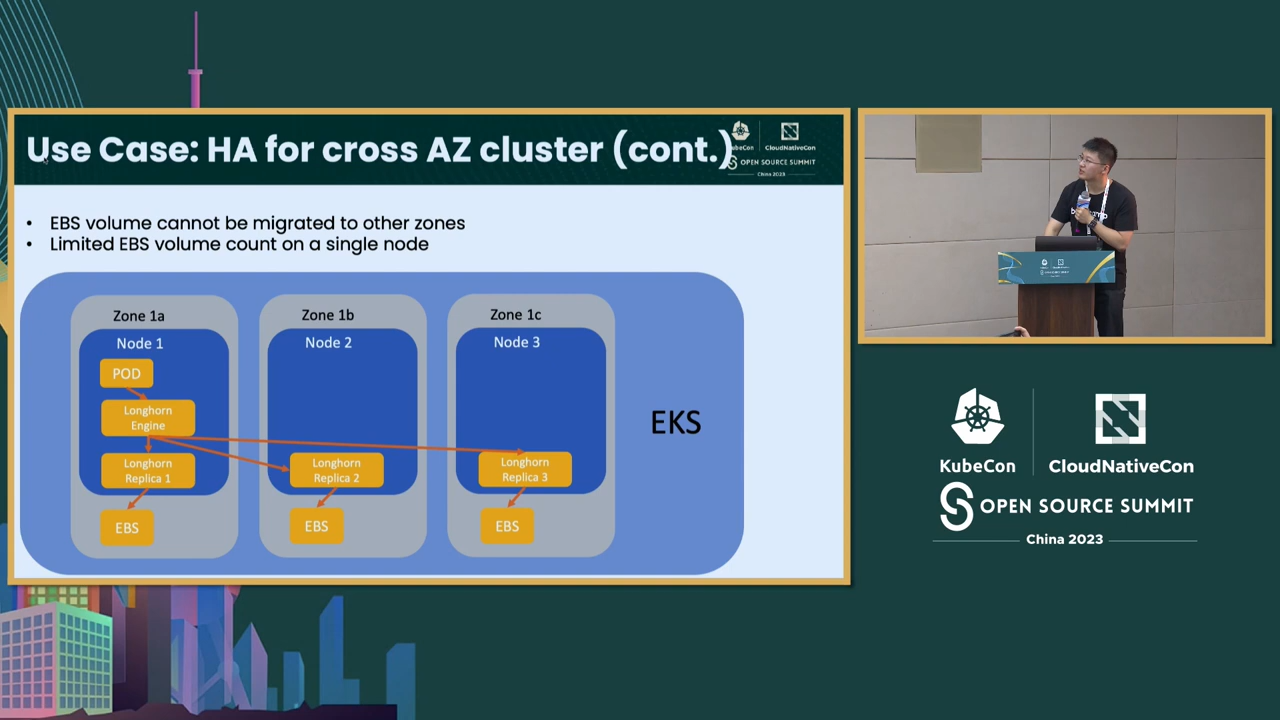 Use Case: HA for cross AZ cluster (cont.)
CloudNativeCon
OPEN SOURCE SUMMIT
China 2023
• EBS volume cannot be migrated to other zones
• Limited EBS volume count on a single node
Zone 1a
Zone 1b
Zone 1c
Node 1
Node 2
Node 3
POD
Longhorn
Engine
Longhorn
Replica 1
Longhorn
Replica 2
Longhorn
Replica 3
EBS
EBS
EBS
EKS
KubeCon
CloudNativeCon
OPEN SOURCE SUMMIT
China 2023